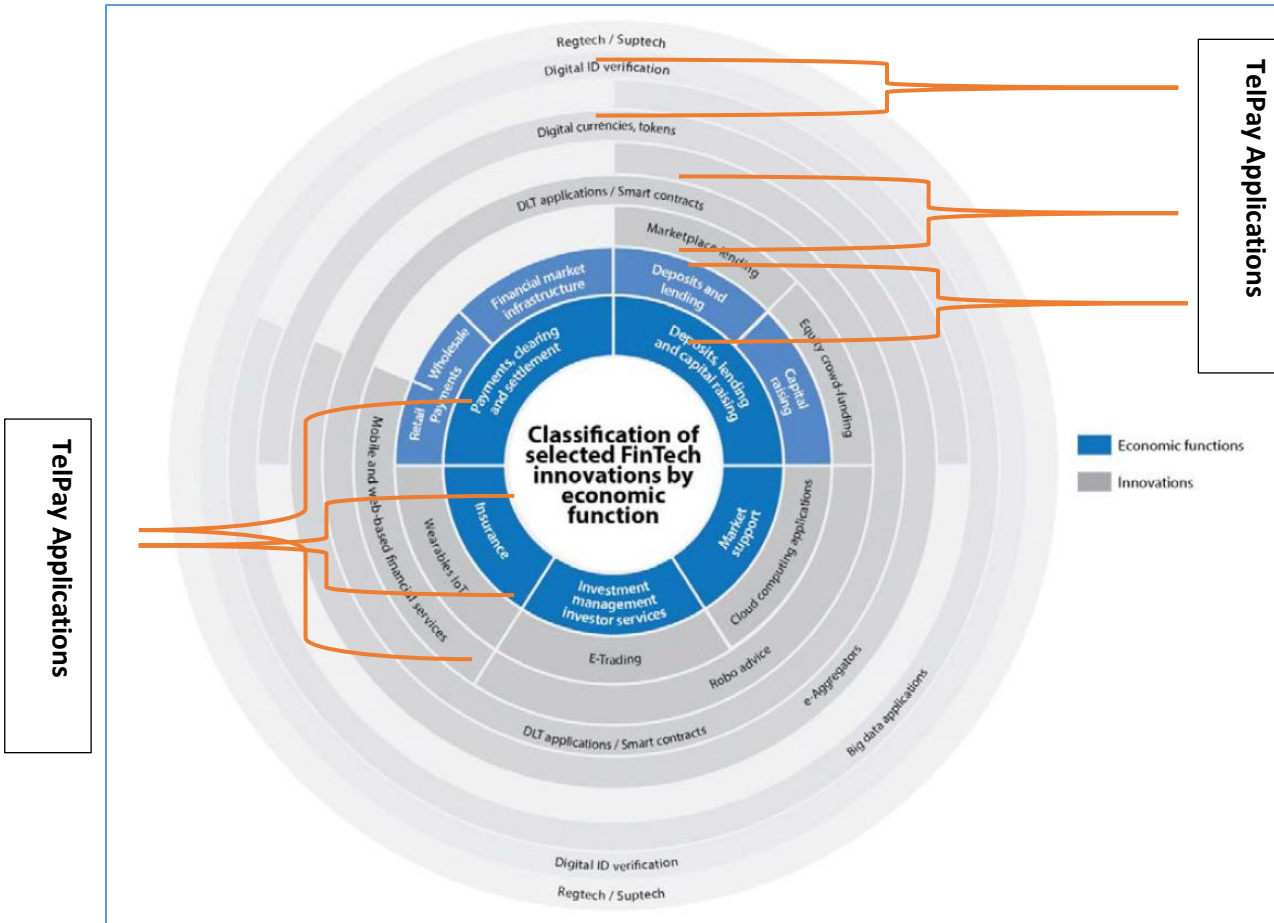 Regtech / Suptech
Digital ID verification
Digital currencies, tokens
DLT applications / Smart contracts
Marketplace lending
Financial market
infrastructure
Deposits and
lending
Wholesale
Retail Payments
Payments, clearing
and settlement
Deposits, lending
and capital raising
Capital
raising
Equity crowd-funding
Classification of
selected FinTech
innovations by
economic
function
Economic functions
Innovations
Mobile and web-based financial services
Wearables IoT
Insurance
Investment
management
investor services
Market
support
Cloud computing applications
E-Trading
Robo advice
e-Aggregators
Big data applications
DLT applications / Smart contracts
Digital ID verification
Regtech / Suptech
TelPay Applications
TelPay Applications